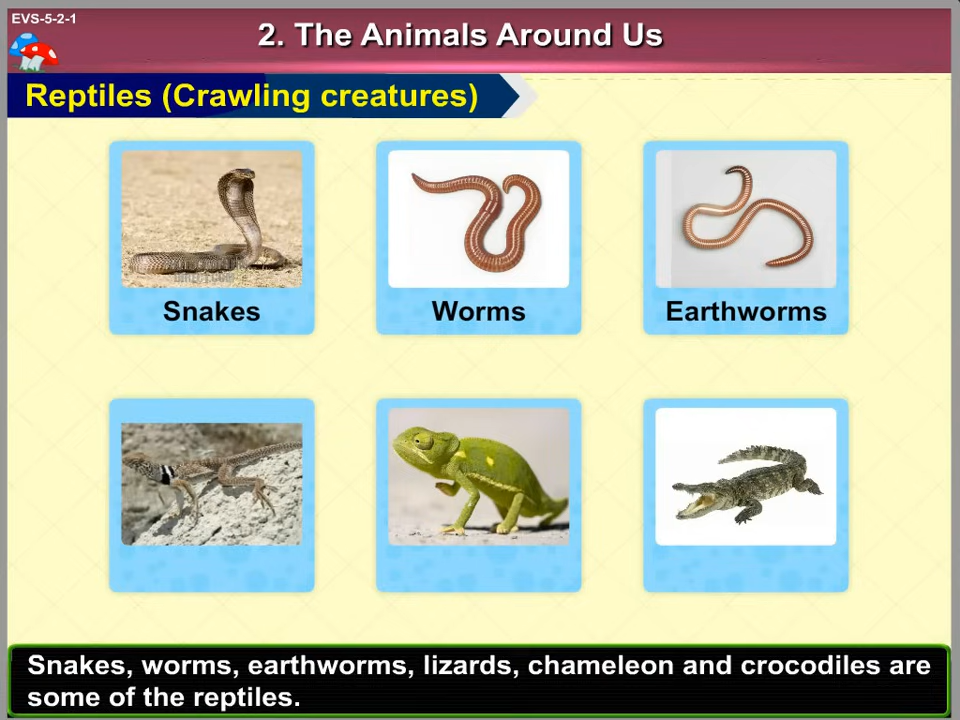 EVS-5-2-1
2. The Animals Around Us
Reptiles (Crawling creatures)
Snakes
Worms
Earthworms
Snakes, worms, earthworms, lizards, chameleon and crocodiles are
some of the reptiles.